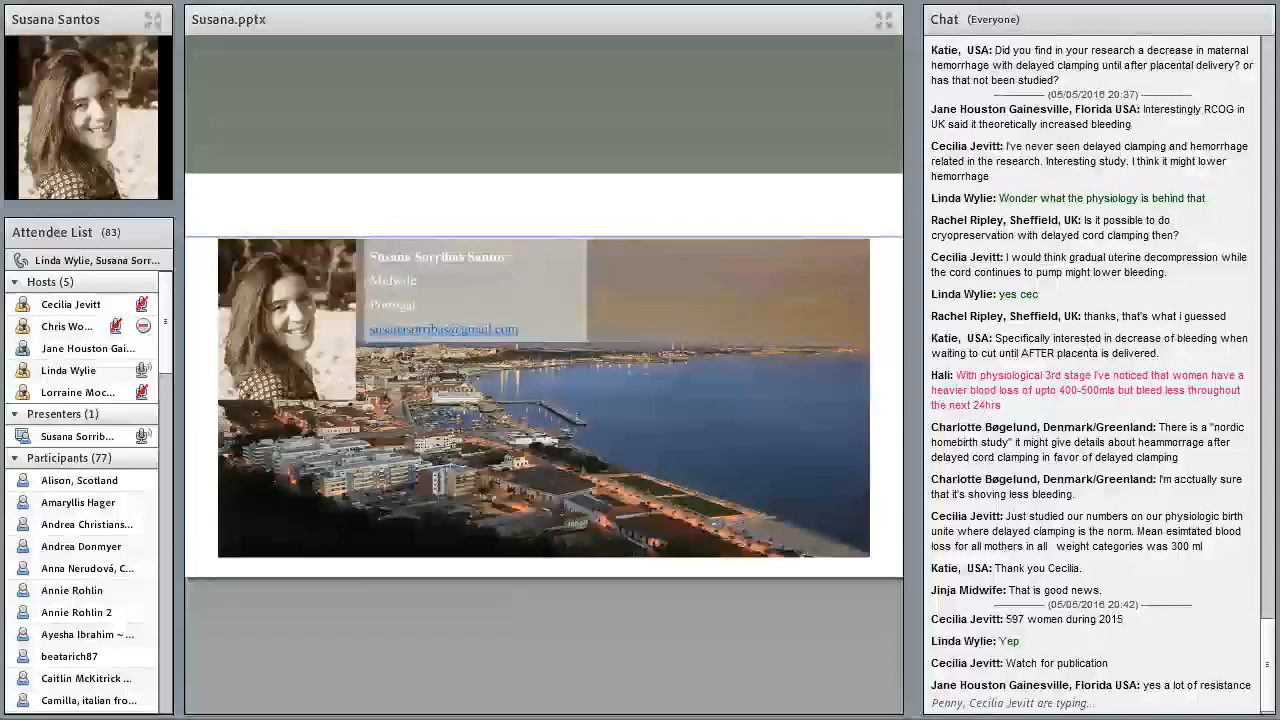 Susana Santos
Attendee List (83)
Linda Wylie, Susana Sorr...
Hosts (5)
Cecilia Jevitt
Chris Wo...
Jane Houston Gai...
Linda Wylie
Lorraine Moc...
Presenters (1)
Susana Sorrib...
Participants (77)
Alison, Scotland
Amaryllis Hager
Andrea Christians...
Andrea Donmyer
Anna Nerudová, C...
Annie Rohlin
Annie Rohlin 2
Ayesha Ibrahim ~ ...
beatarich87
Caitlin McKitrick ...
Camilla, italian fro...
Susana.pptx
Susana Sorribas Santos
Midwife
Portugal
susanasorribas@gmail.com
Chat (Everyone)
Katie, USA: Did you find in your research a decrease in maternal
hemorrhage with delayed clamping until after placental delivery? or
has that not been studied?
(05/05/2016 20:37)
Jane Houston Gainesville, Florida USA: Interestingly RCOG in
UK said it theoretically increased bleeding
Cecilia Jevitt: I've never seen delayed clamping and hemorrhage
related in the research. Interesting study. I think it might lower
hemorrhage
Linda Wylie: Wonder what the physiology is behind that
Rachel Ripley, Sheffield, UK: Is it possible to do
cryopreservation with delayed cord clamping then?
Cecilia Jevitt: I would think gradual uterine decompression while
the cord continues to pump might lower bleeding.
Linda Wylie: yes cec
Rachel Ripley, Sheffield, UK: thanks, that's what i guessed
Katie, USA: Specifically interested in decrease of bleeding when
waiting to cut until AFTER placenta is delivered.
Hali: With physiological 3rd stage I've noticed that women have a
heavier blood loss of upto 400-500mls but bleed less throughout
the next 24hrs
Charlotte Bøgelund, Denmark/Greenland: There is a "nordic
homebirth study" it might give details about heammorrage after
delayed cord clamping in favor of delayed clamping
Charlotte Bøgelund, Denmark/Greenland: I'm acctually sure
that it's shoving less bleeding.
Cecilia Jevitt: Just studied our numbers on our physiologic birth
unite where delayed clamping is the norm. Mean esimtated blood
loss for all mothers in all weight categories was 300 ml
Katie, USA: Thank you Cecilia.
Jinja Midwife: That is good news.
(05/05/2016 20:42)
Cecilia Jevitt: 597 women during 2015
Linda Wylie: Yep
Cecilia Jevitt: Watch for publication
Jane Houston Gainesville, Florida USA: yes a lot of resistance
Penny, Cecilia Jevitt are typing...